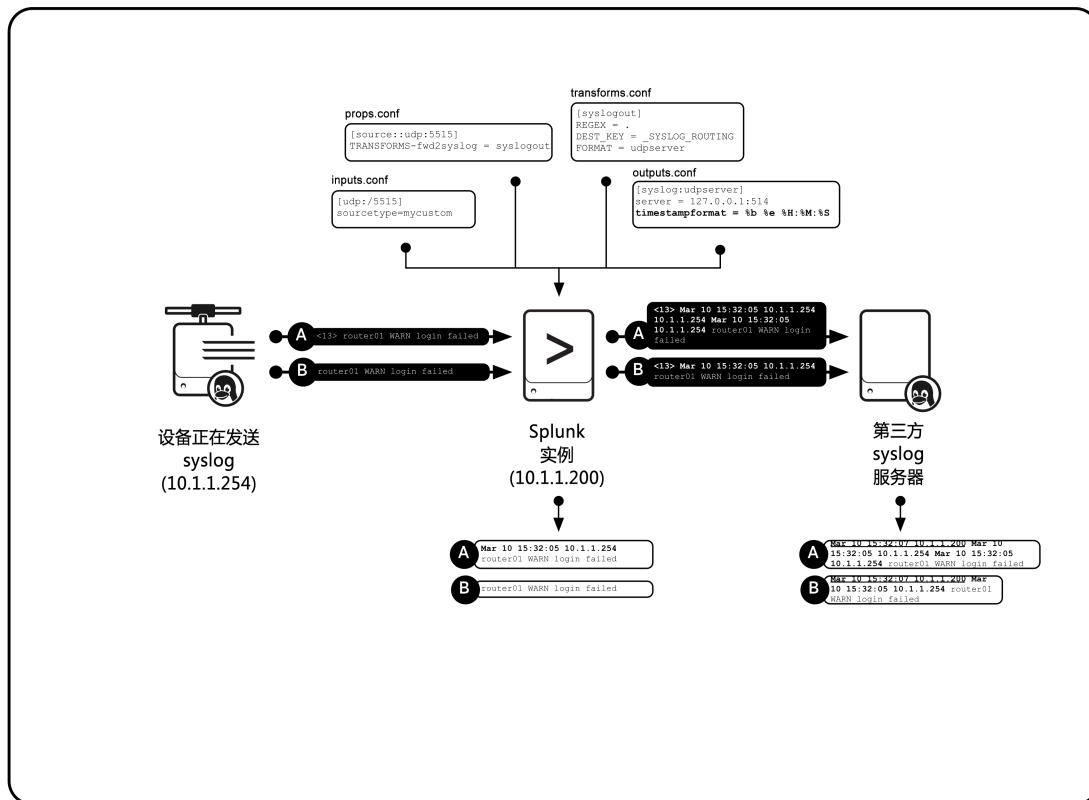 transforms.conf
[syslogout]
REGEX = .
DEST_KEY = _SYSLOG_ROUTING
FORMAT = udpserver
props.conf
[source::udp:5515]
TRANSFORMS-fwd2syslog = syslogout
inputs.conf
[udp:/5515]
sourcetype=mycustom
outputs.conf
[syslog:udpserver]
server = 127.0.0.1:514
timestampformat = %b %e %H:%M:%S
A
<13> router01 WARN login failed
B
router01 WARN login failed
>
A
<13> Mar 10 15:32:05 10.1.1.254
10.1.1.254 Mar 10 15:32:05
10.1.1.254 router01 WARN login
failed
B
<13> Mar 10 15:32:05 10.1.1.254
router01 WARN login failed
设备正在发送
syslog
(10.1.1.254)
Splunk
实例
(10.1.1.200)
第三方
syslog
服务器
A
Mar 10 15:32:05 10.1.1.254
router01 WARN login failed
B
router01 WARN login failed
A
Mar 10 15:32:07 10.1.1.200 Mar 10
15:32:05 10.1.1.254 Mar 10 15:32:05
10.1.1.254 router01 WARN login failed
B
Mar 10 15:32:07 10.1.1.200 Mar
10 15:32:05 10.1.1.254 router01
WARN login failed